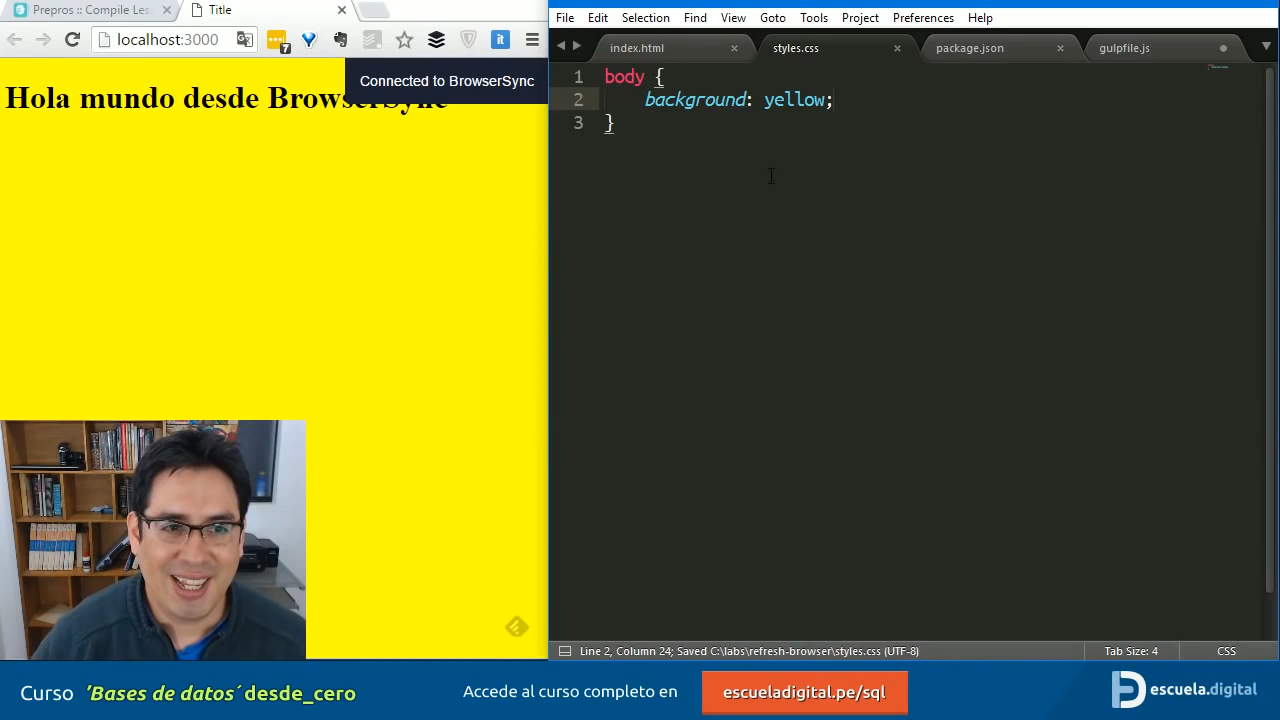 Prepros :: Compile Les
Title
localhost:3000
7
it
Connected to BrowserSync
Hola mundo desde BrowserSync
File Edit Selection Find View Goto Tools Project Preferences Help
index.html
styles.css
package.json
gulpfile.js
1 body {
2 background: yellow;
3 }
Line 2, Column 24; Saved C:\labs\refresh-browser\styles.css (UTF-8)
Tab Size: 4
CSS
Curso 'Bases de datos´ desde_cero
Accede al curso completo en
escueladigital.pe/sql
escuela.digital